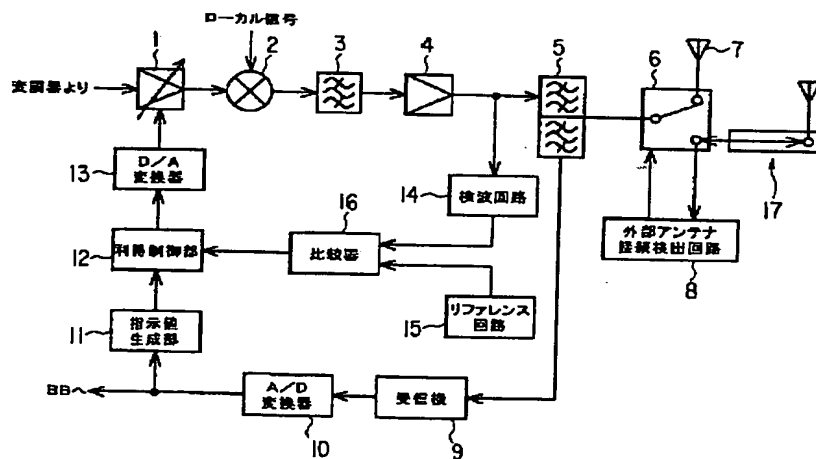 ローカル信号
1
2
3
4
5
6
7
変調器より
D/A
変換器
13
14
検波回路
17
16
比較器
12
利得制御部
外部アンテナ
接続検出回路
8
15
リファレンス
回路
11
指示値
生成部
BBへ
A/D
変換器
10
受信機
9